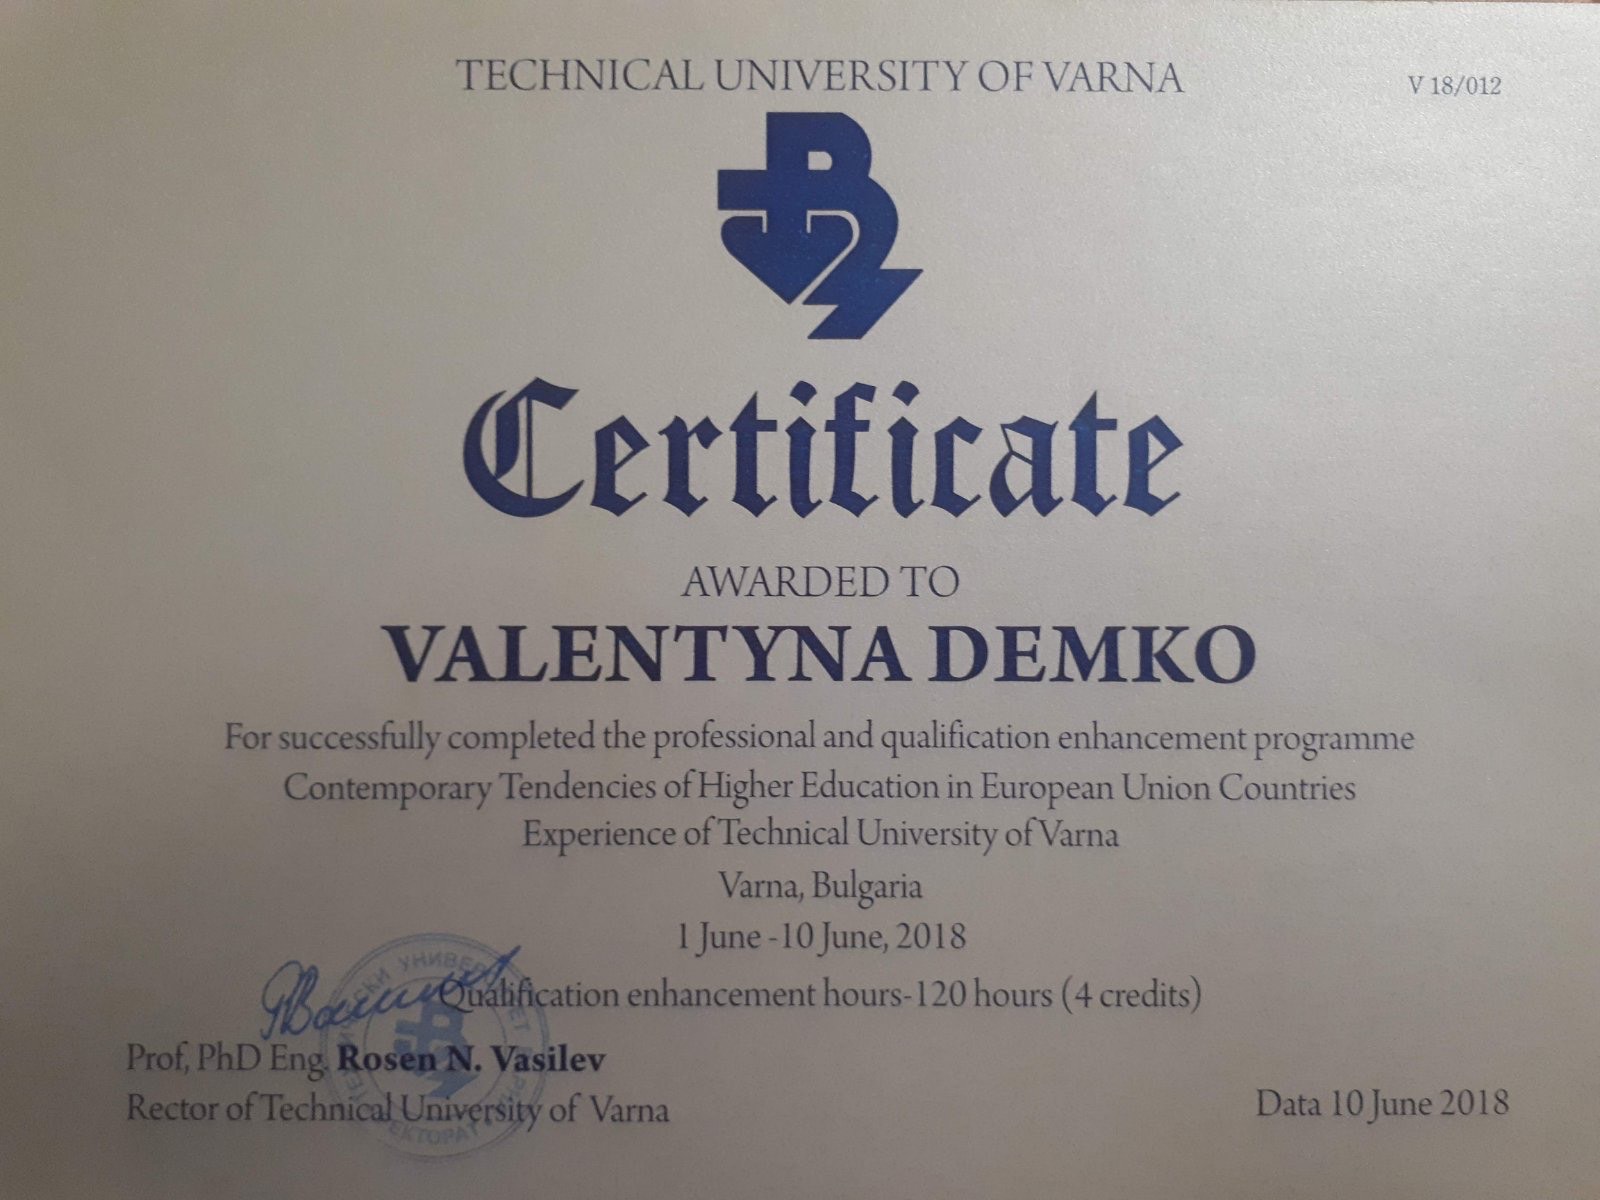 TECHNICAL UNIVERSITY OF VARNA
V 18/012
Certificate
AWARDED TO
VALENTYNA DEMKO
For successfully completed the professional and qualification enhancement programme
Contemporary Tendencies of Higher Education in European Union Countries
Experience of Technical University of Varna
Varna, Bulgaria
1 June -10 June, 2018
Qualification enhancement hours-120 hours (4 credits)
Prof, PhD Eng. Rosen N. Vasilev
Rector of Technical University of Varna
Data 10 June 2018